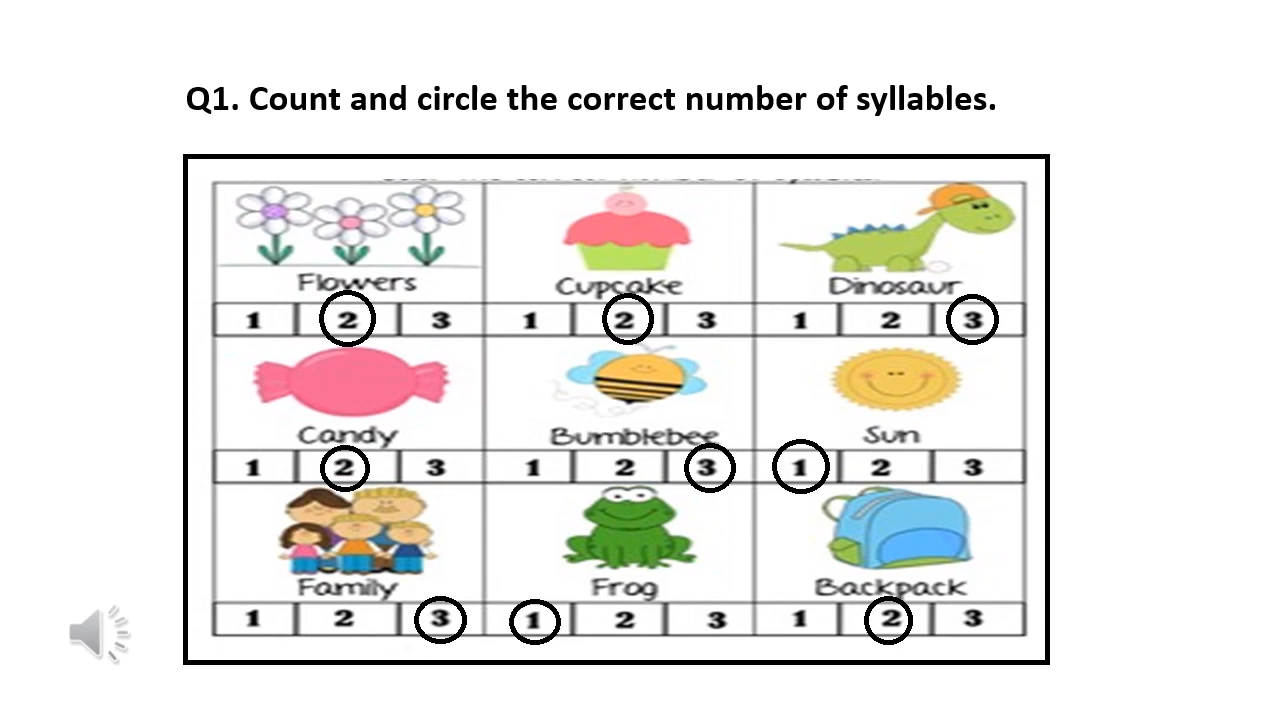 Q1. Count and circle the correct number of syllables.
Flowers Cupcake Dinosaur
1 2 3 1 2 3 1 2 3
Candy Bumblebee Sun
1 2 3 1 2 3 1 2 3
Family Frog Backpack
1 2 3 1 2 3 1 2 3